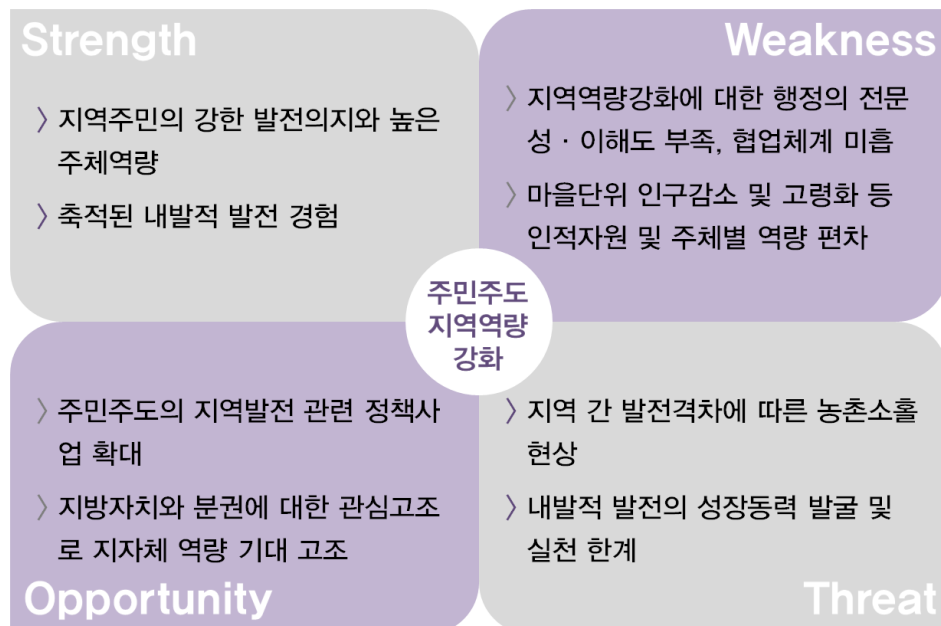 Strength
〉지역주민의 강한 발전의지와 높은
주체역량
〉축적된 내발적 발전 경험
Weakness
〉지역역량강화에 대한 행정의 전문
성 · 이해도 부족, 협업체계 미흡
〉마을단위 인구감소 및 고령화 등
인적자원 및 주체별 역량 편차
주민주도
지역역량
강화
〉주민주도의 지역발전 관련 정책사
업 확대
〉지방자치와 분권에 대한 관심고조
로 지자체 역량 기대 고조
Opportunity
〉지역 간 발전격차에 따른 농촌소홀
현상
〉내발적 발전의 성장동력 발굴 및
실천 한계
Threat